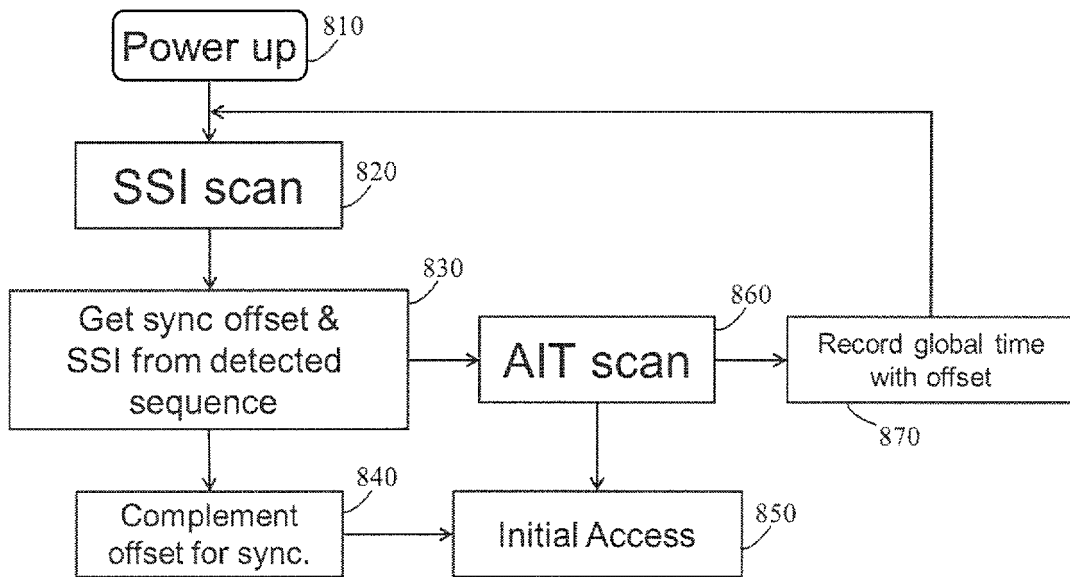 Power up
810
SSI scan
820
Get sync offset &
SSI from detected
sequence
830
AIT scan
860
Record global time
with offset
870
Complement
offset for sync.
840
Initial Access
850